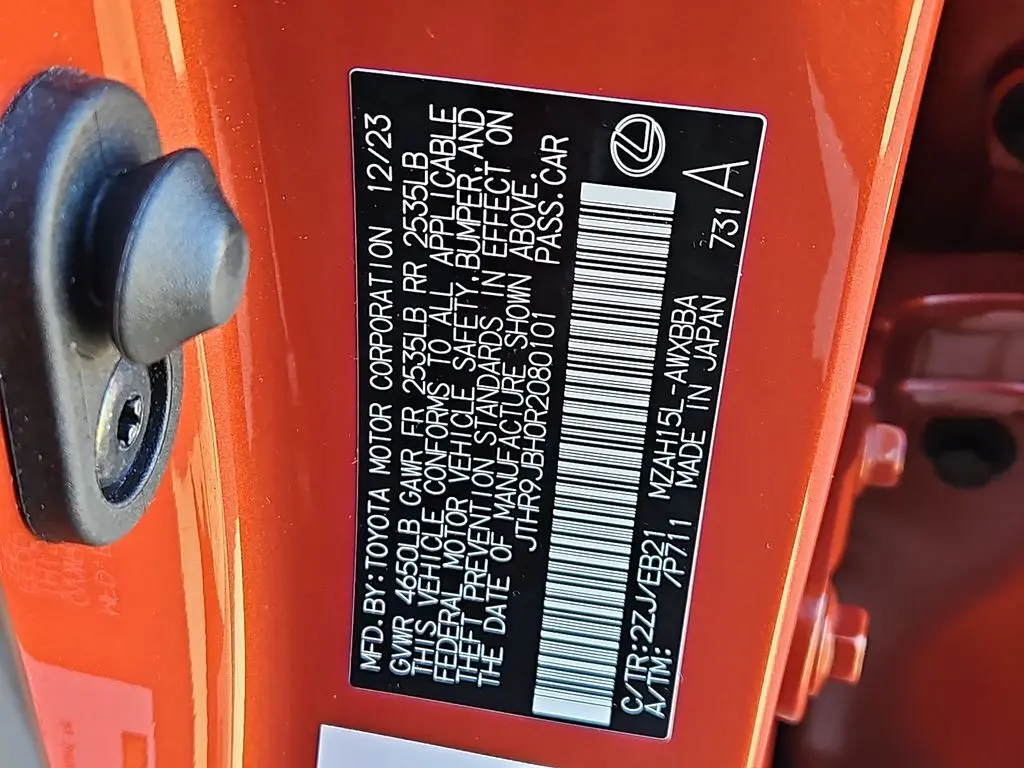 MFD.BY:TOYOTA MOTOR CORPORATION 12/23
GVWR 4650LB GAWR FR 2535LB RR 2535LB
THIS VEHICLE CONFORMS TO ALL APPLICABLE
FEDERAL MOTOR VEHICLE SAFETY,BUMPER,AND
THEFT PREVENTION STANDARDS IN EFFECT ON
THE DATE OF MANUFACTURE SHOWN ABOVE.
JTHR9JBH0R2080101 PASS.CAR
C/TR:2ZJ/EB21 MZAH15L-AWXBBA 731 A
A/TM: /P711 MADE IN JAPAN